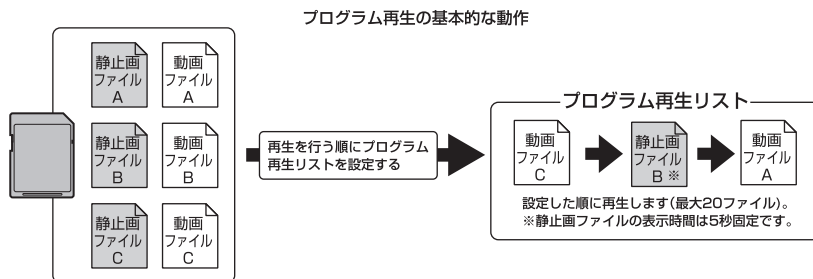 プログラム再生の基本的な動作
静止画
ファイル
A
動画
ファイル
A
静止画
ファイル
B
動画
ファイル
B
静止画
ファイル
C
動画
ファイル
C
再生を行う順にプログラム
再生リストを設定する
プログラム再生リスト
動画
ファイル
C
静止画
ファイル
B ※
動画
ファイル
A
設定した順に再生します(最大20ファイル)。
※静止画ファイルの表示時間は5秒固定です。